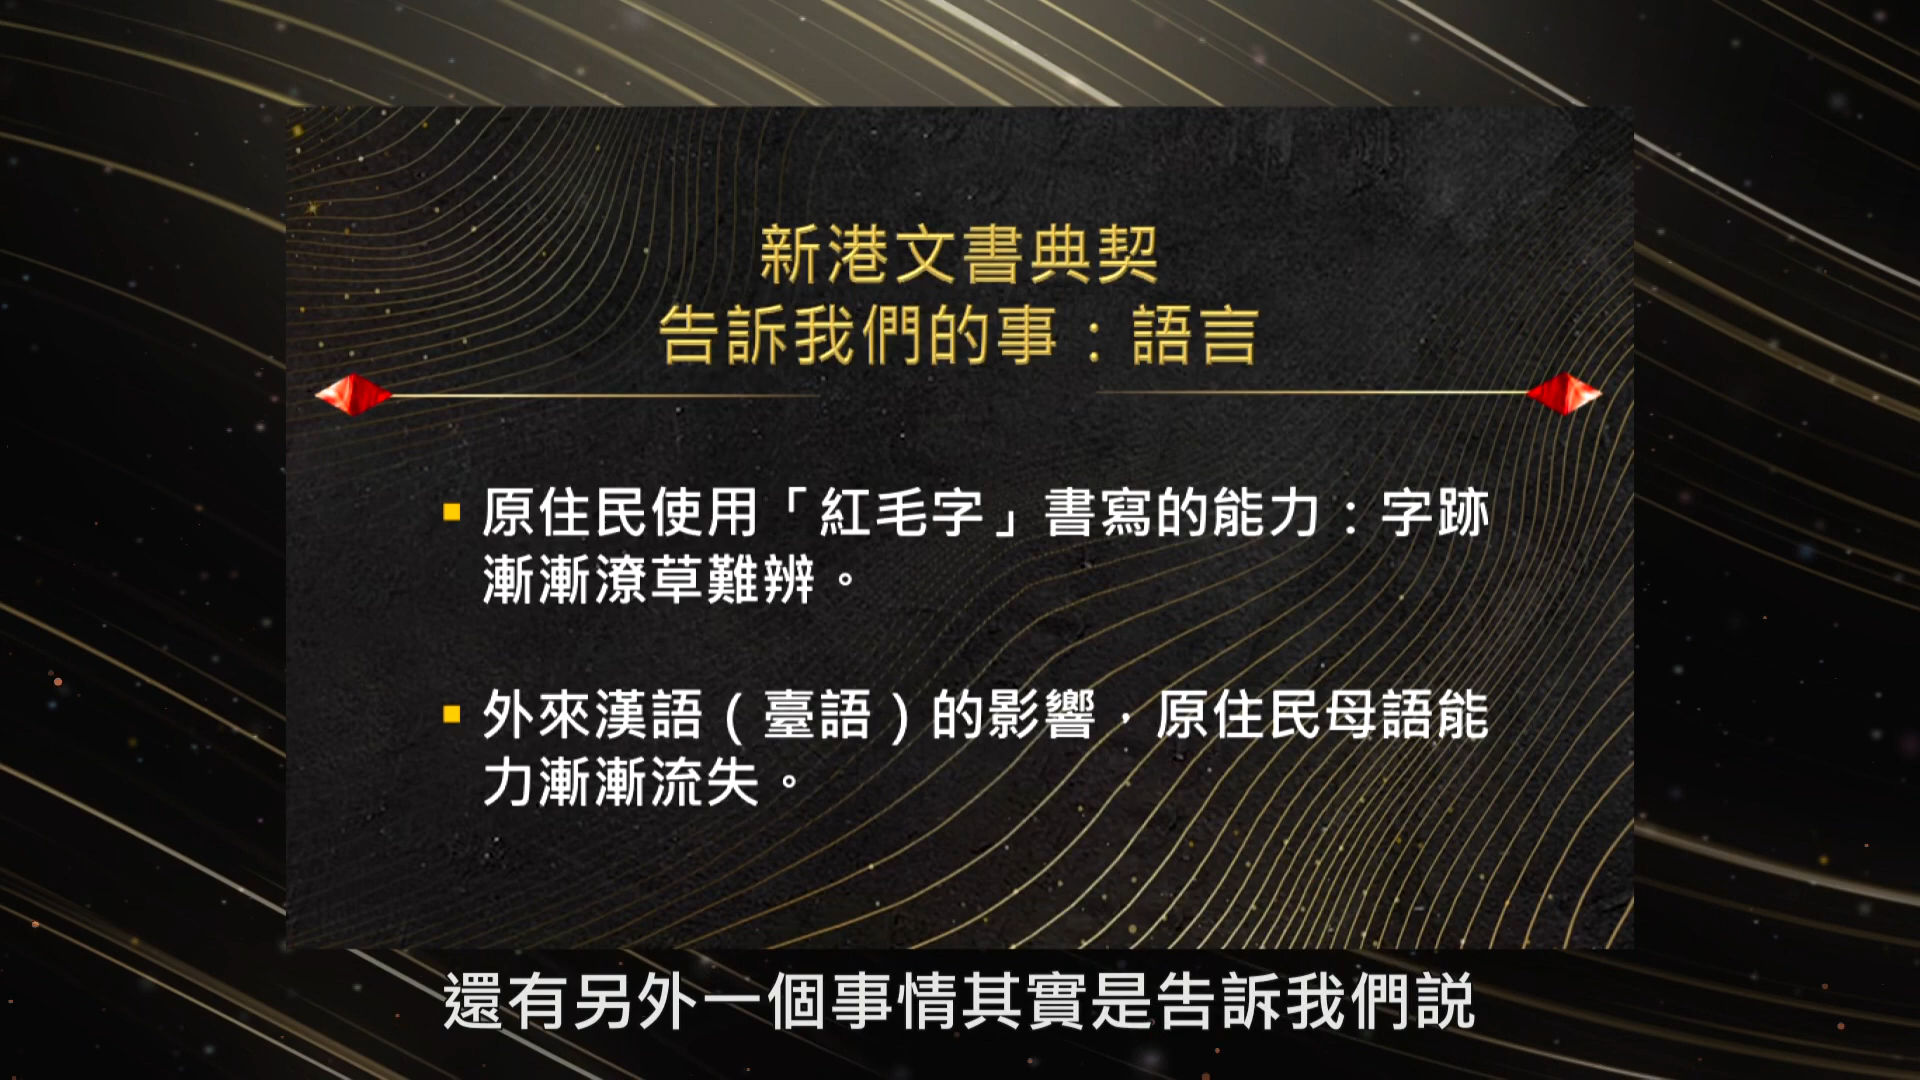 新港文書典契
告訴我們的事：語言
原住民使用「紅毛字」書寫的能力：字跡
漸漸潦草難辨。
外來漢語（臺語）的影響，原住民母語能
力漸漸流失。
還有另外一個事情其實是告訴我們説